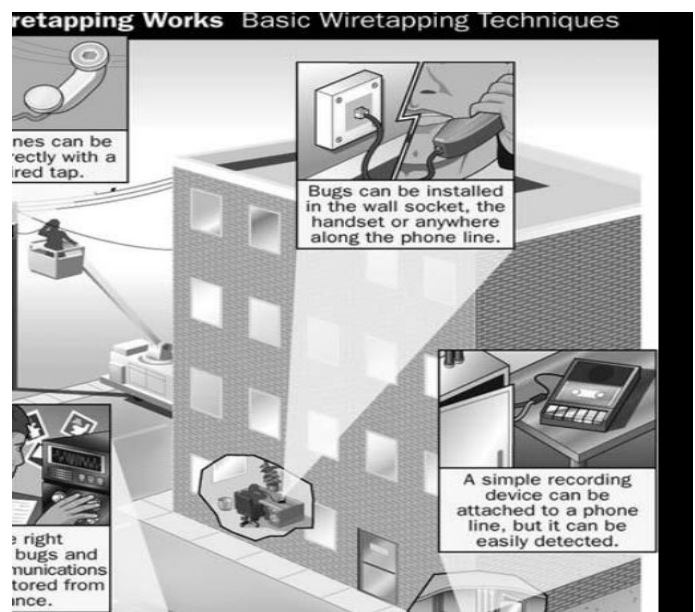 retapping Works Basic Wiretapping Techniques
nes can be
rectly with a
ired tap.
Bugs can be installed
in the wall socket, the
handset or anywhere
along the phone line.
A simple recording
device can be
attached to a phone
line, but it can be
easily detected.
e right
bugs and
munications
tored from
ance.